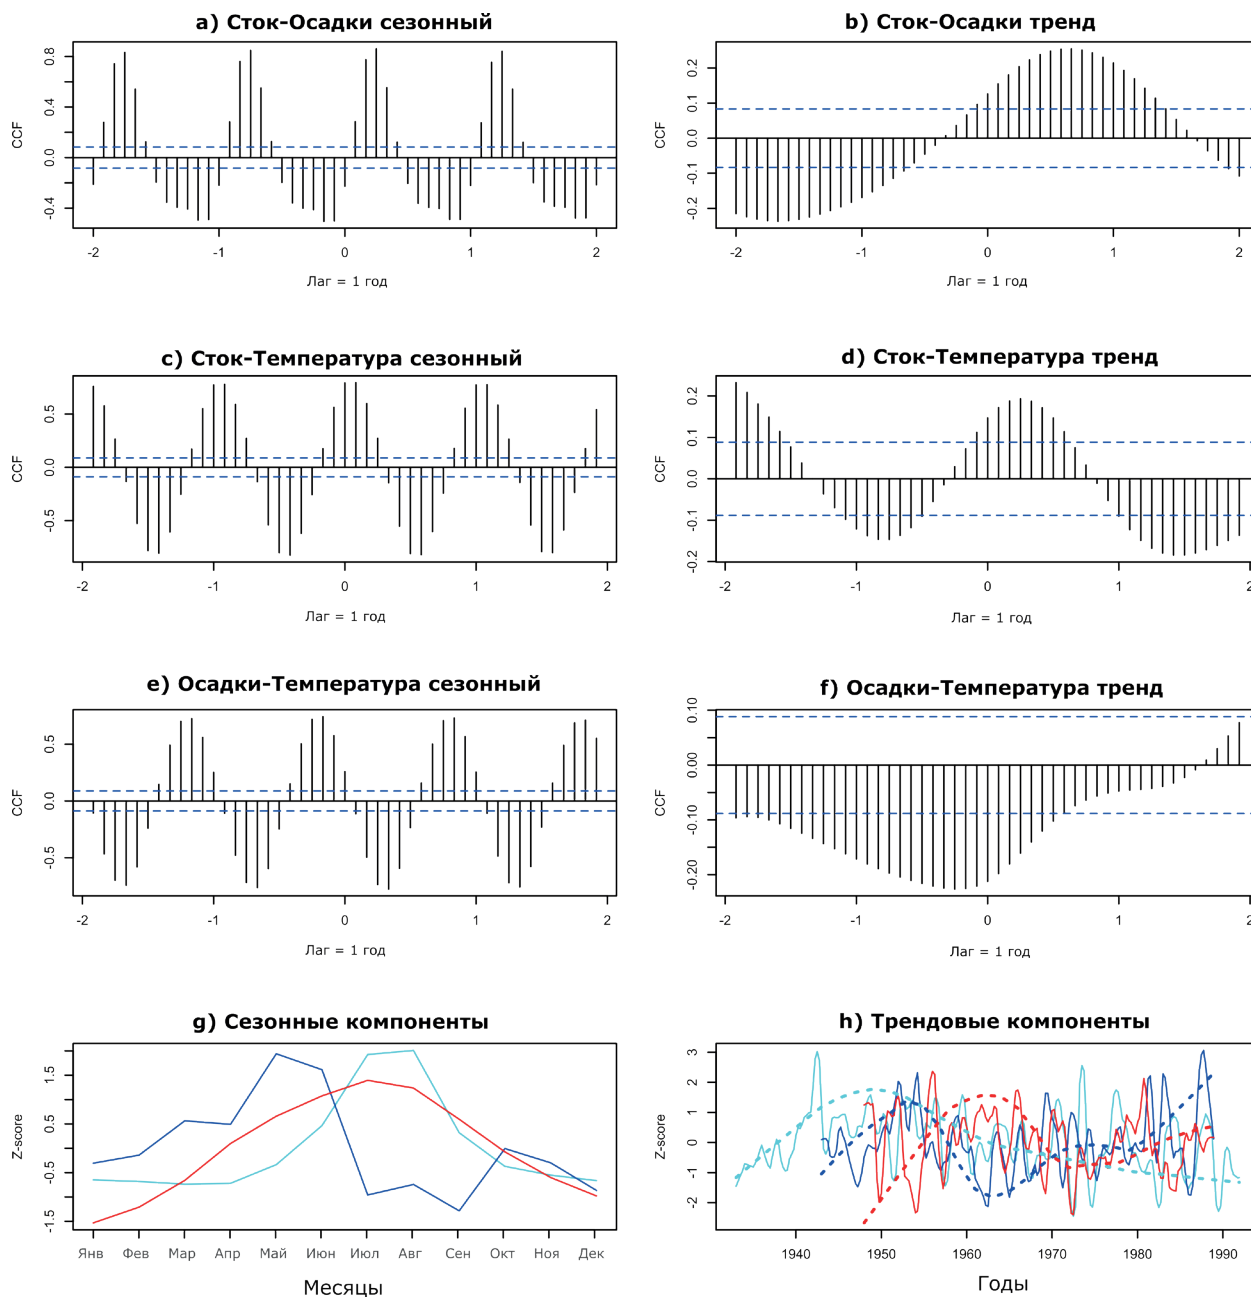 a) Сток-Осадки сезонный
b) Сток-Осадки тренд
CCF
0.8
0.4
0.0
-0.4
-2 -1 0 1 2
Лаг = 1 год
CCF
0.2
0.1
0.0
-0.1
-0.2
-2 -1 0 1 2
Лаг = 1 год
c) Сток-Температура сезонный
d) Сток-Температура тренд
CCF
0.5
0.0
-0.5
-2 -1 0 1 2
Лаг = 1 год
CCF
0.2
0.1
0.0
-0.1
-0.2
-2 -1 0 1 2
Лаг = 1 год
e) Осадки-Температура сезонный
f) Осадки-Температура тренд
CCF
0.5
0.0
-0.5
-2 -1 0 1 2
Лаг = 1 год
CCF
0.10
0.00
-0.10
-0.20
-2 -1 0 1 2
Лаг = 1 год
g) Сезонные компоненты
h) Трендовые компоненты
Z-score
1.5
0.5
-0.5
-1.5
Янв Фев Мар Апр Май Июн Июл Авг Сен Окт Ноя Дек
Месяцы
Z-score
3
2
1
0
-1
-2
1940 1950 1960 1970 1980 1990
Годы